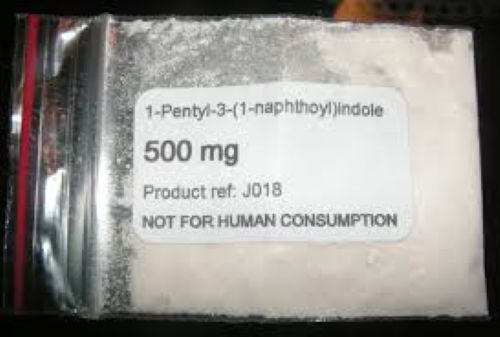 1-Pentyl-3-(1-naphthoyl)indole
500 mg
Product ref: J018
NOT FOR HUMAN CONSUMPTION